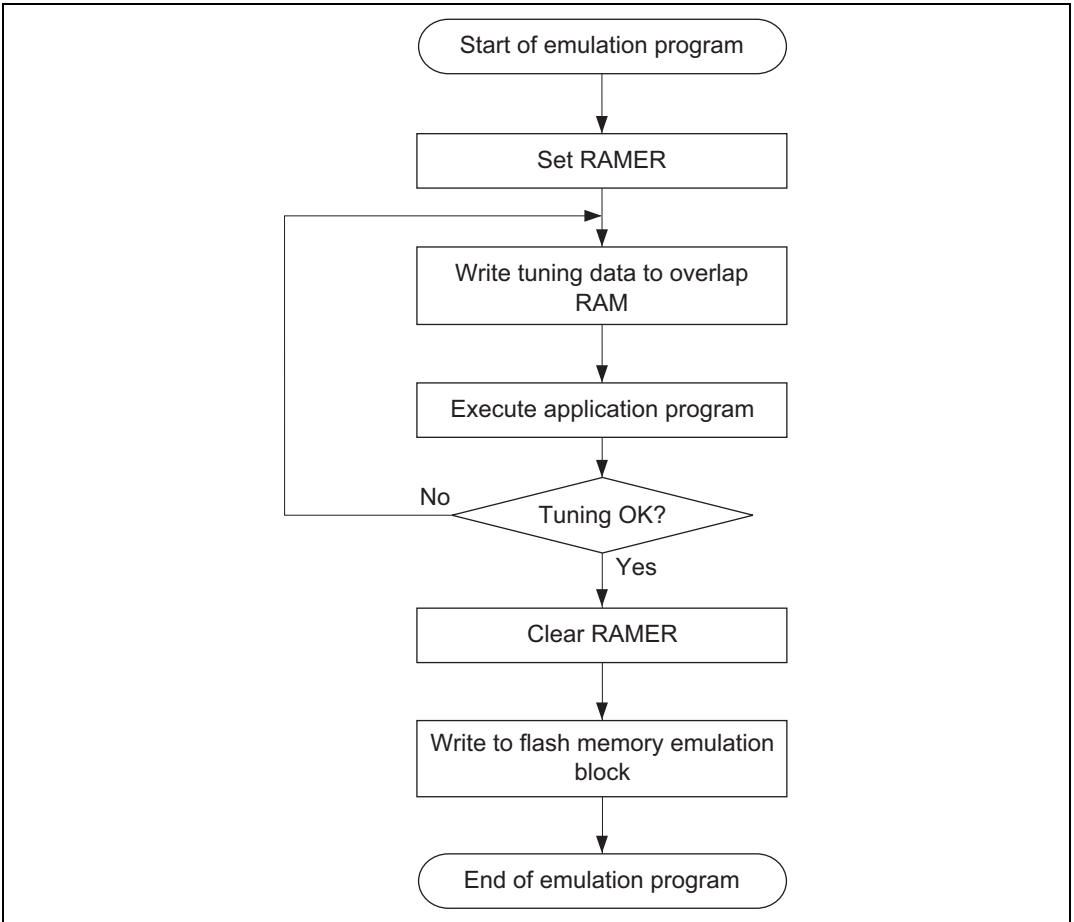 Start of emulation program
Set RAMER
Write tuning data to overlap
RAM
Execute application program
No
Tuning OK?
Yes
Clear RAMER
Write to flash memory emulation
block
End of emulation program